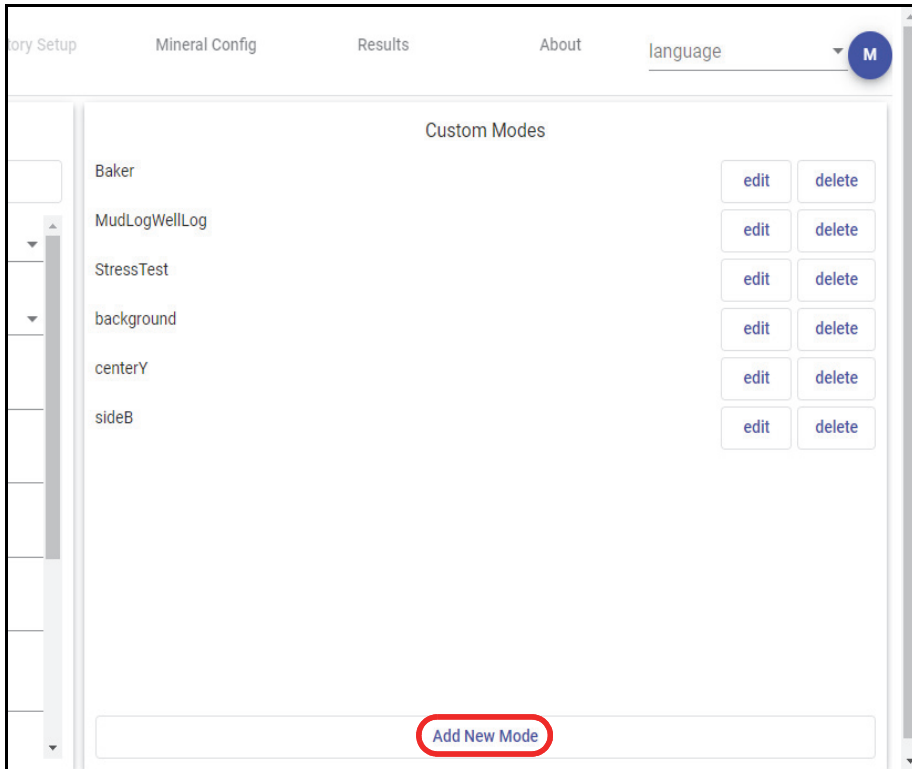 tory Setup Mineral Config Results About language M
Custom Modes
Baker edit delete
MudLogWellLog edit delete
StressTest edit delete
background edit delete
centerY edit delete
sideB edit delete
Add New Mode